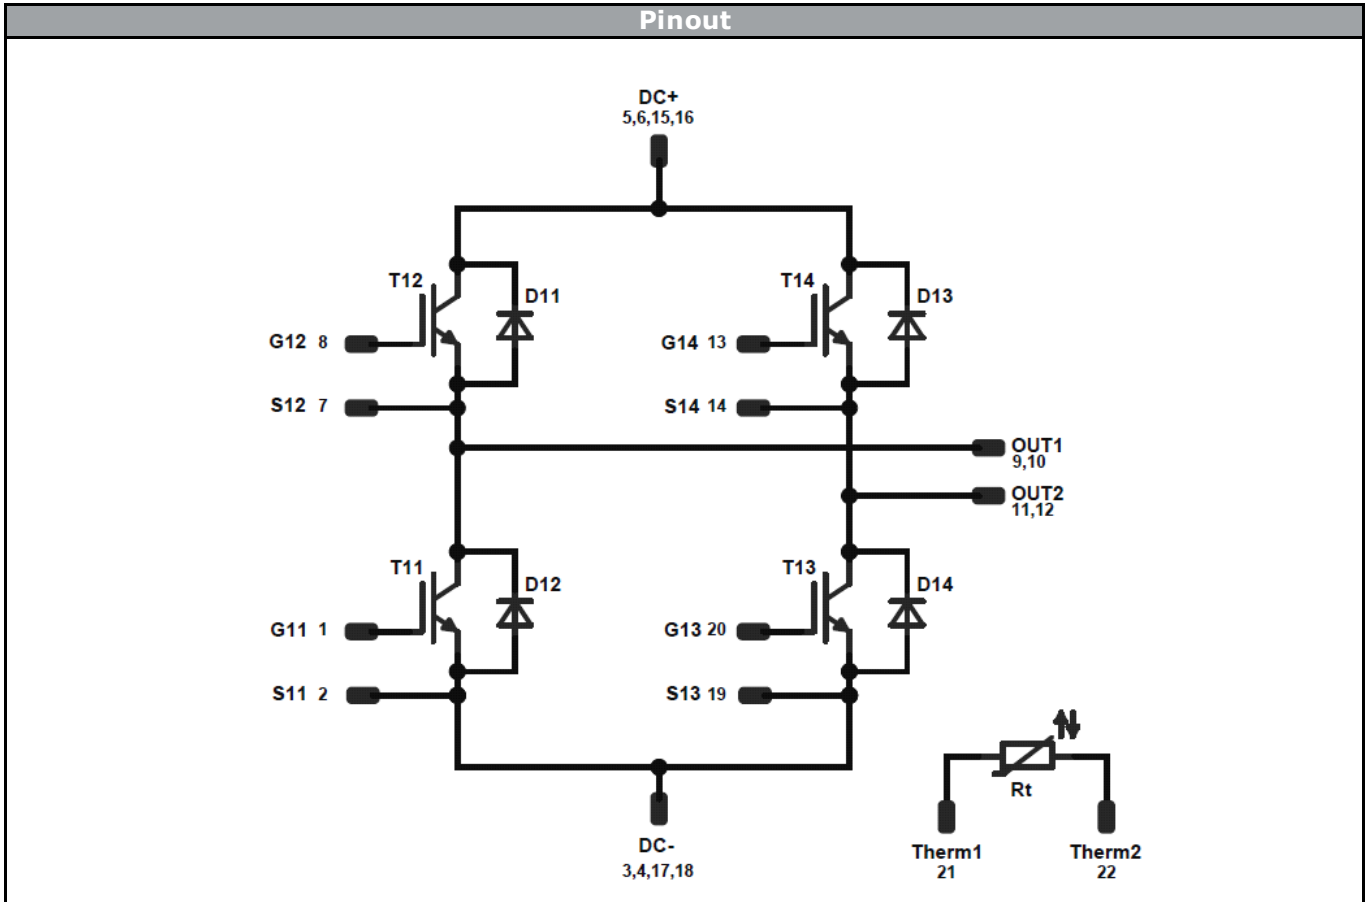 Pinout
DC+
5,6,15,16
T12
D11
T14
D13
G12 8
G14 13
S12 7
S14 14
OUT1
9,10
OUT2
11,12
T11
D12
T13
D14
G11 1
G13 20
S11 2
S13 19
Rt
DC-
3,4,17,18
Therm1
21
Therm2
22